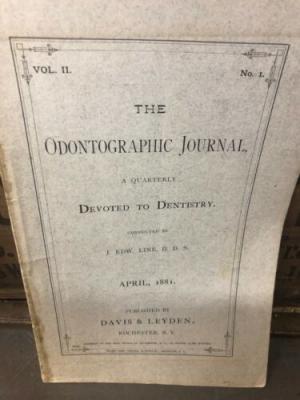 VOL. II.
No. 1.
THE
ODONTOGRAPHIC JOURNAL,
A QUARTERLY
DEVOTED TO DENTISTRY.
CONDUCTED BY
J. EDW. LINE, D. D. S.
APRIL, 1881.
PUBLISHED BY
DAVIS & LEYDEN,
ROCHESTER, N. Y.